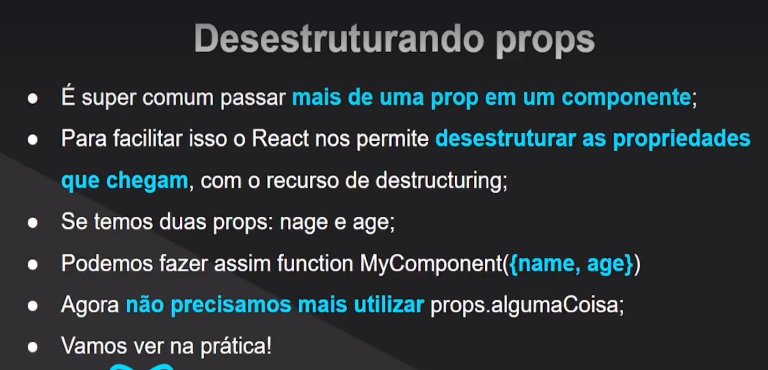 Desestruturando props
● É super comum passar mais de uma prop em um componente;
● Para facilitar isso o React nos permite desestruturar as propriedades
que chegam, com o recurso de destructuring;
● Se temos duas props: nage e age;
● Podemos fazer assim function MyComponent({name, age})
● Agora não precisamos mais utilizar props.algumaCoisa;
● Vamos ver na prática!